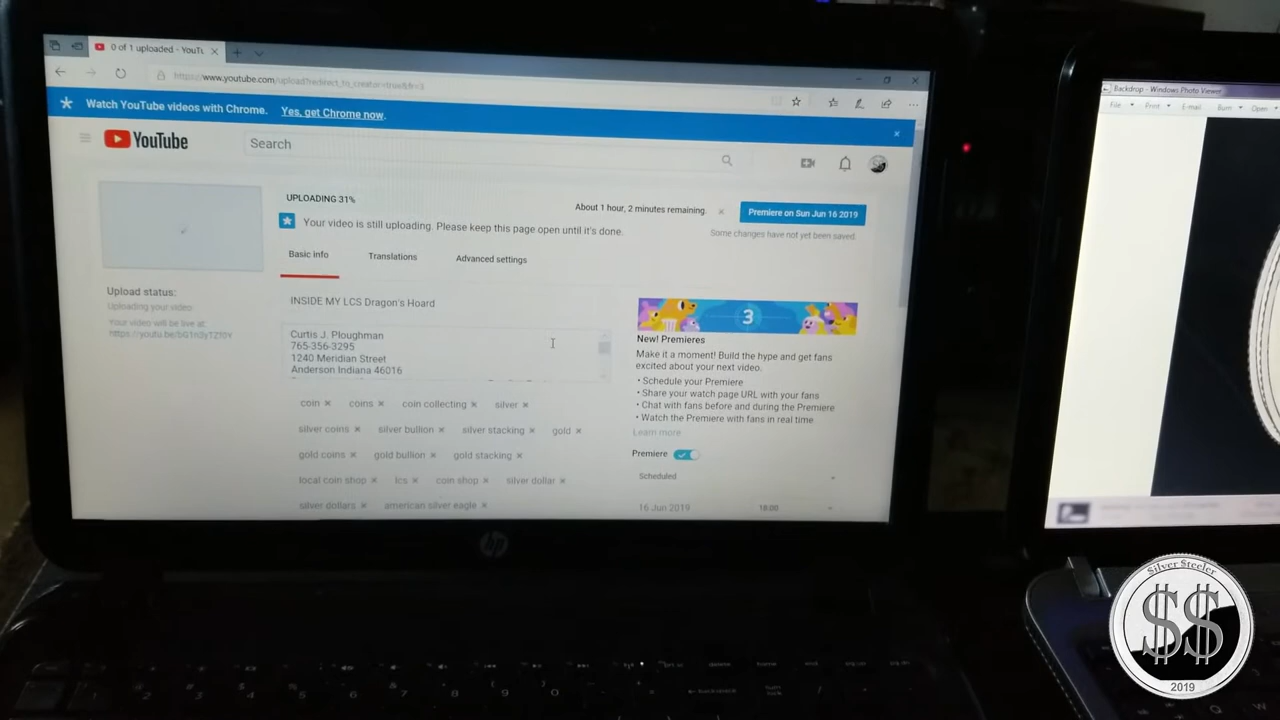 0 of 1 uploaded - YouTu
https://www.youtube.com/upload?redirect_to_creator=true&fr=3
Watch YouTube videos with Chrome. Yes, get Chrome now.
YouTube
Search
UPLOADING 31%
About 1 hour, 2 minutes remaining.
Premiere on Sun Jun 16 2019
Your video is still uploading. Please keep this page open until it's done.
Some changes have not yet been saved.
Basic info
Translations
Advanced settings
Upload status:
Uploading your video.
Your video will be live at:
INSIDE MY LCS Dragon's Hoard
Curtis J. Ploughman
765-356-3295
1240 Meridian Street
Anderson Indiana 46016
coin × coins × coin collecting × silver ×
silver coins × silver bullion × silver stacking × gold ×
gold coins × gold bullion × gold stacking ×
local coin shop × lcs × coin shop × silver dollar ×
silver dollars × american silver eagle ×
3
New! Premieres
Make it a moment! Build the hype and get fans
excited about your next video.
• Schedule your Premiere
• Share your watch page URL with your fans
• Chat with fans before and during the Premiere
• Watch the Premiere with fans in real time
Learn more
Premiere
Scheduled
16 Jun 2019 18:00
hp
Backdrop - Windows Photo Viewer
File Print E-mail Burn Open
Silver Steeler
$$
2019